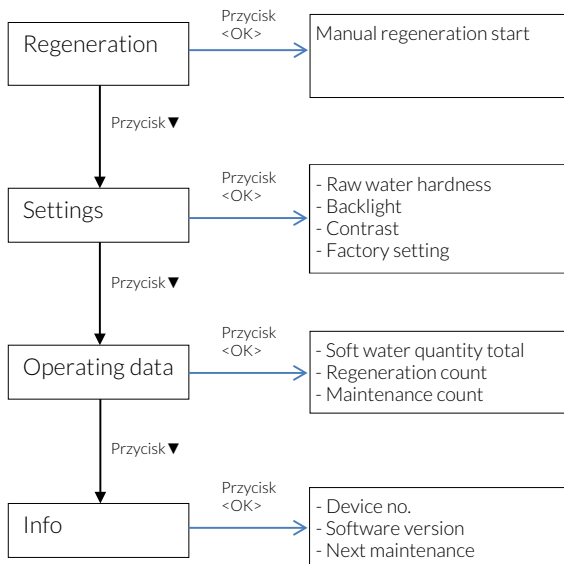 Regeneration
Przycisk
<OK>
Manual regeneration start
Przycisk▼
Settings
Przycisk
<OK>
- Raw water hardness
- Backlight
- Contrast
- Factory setting
Przycisk▼
Operating data
Przycisk
<OK>
- Soft water quantity total
- Regeneration count
- Maintenance count
Przycisk▼
Info
Przycisk
<OK>
- Device no.
- Software version
- Next maintenance